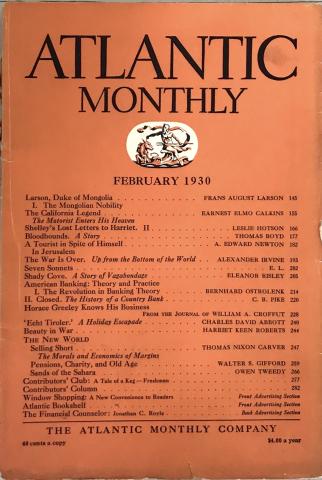 ATLANTIC
MONTHLY
FEBRUARY 1930
Larson, Duke of Mongolia . . . FRANS AUGUST LARSON 145
I. The Mongolian Nobility
The California Legend . . . EARNEST ELMO CALKINS 155
The Motorist Enters His Heaven
Shelley's Lost Letters to Harriet. II . . . LESLIE HOTSON 166
Bloodhounds. A Story . . . THOMAS BOYD 177
A Tourist in Spite of Himself . . . A. EDWARD NEWTON 182
In Jerusalem
The War Is Over. Up from the Bottom of the World . . . ALEXANDER IRVINE 193
Seven Sonnets . . . E. L. 202
Shady Cove. A Story of Vagabondage . . . ELEANOR RISLEY 205
American Banking: Theory and Practice
I. The Revolution in Banking Theory . . . BERNHARD OSTROLENK 214
II. Closed. The History of a Country Bank . . . C. B. PIKE 220
Horace Greeley Knows His Business
FROM THE JOURNAL OF WILLIAM A. CROFFUT 228
'Echt Tiroler.' A Holiday Escapade . . . CHARLES DAVID ABBOTT 240
Beauty in War . . . HARRIET KEEN ROBERTS 244
THE NEW WORLD
Selling Short . . . THOMAS NIXON CARVER 247
The Morals and Economics of Margins
Pensions, Charity, and Old Age . . . WALTER S. GIFFORD 259
Sands of the Sahara . . . OWEN TWEEDY 266
Contributors' Club: A Tale of a Keg — Freshman 277
Contributors' Column . . . 282
Window Shopping: A New Convenience to Readers Front Advertising Section
Atlantic Bookshelf . . . Front Advertising Section
The Financial Counselor: Jonathan C. Royle . . . Back Advertising Section
THE ATLANTIC MONTHLY COMPANY
40 cents a copy $4.00 a year